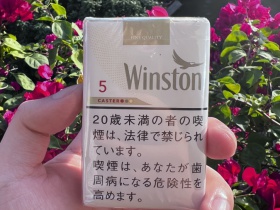 Winston
5
CASTER
20歳未満の者の喫
煙は、法律で禁じられ
ています。
喫煙は、あなたが歯
周病になる危険性を
高めます。